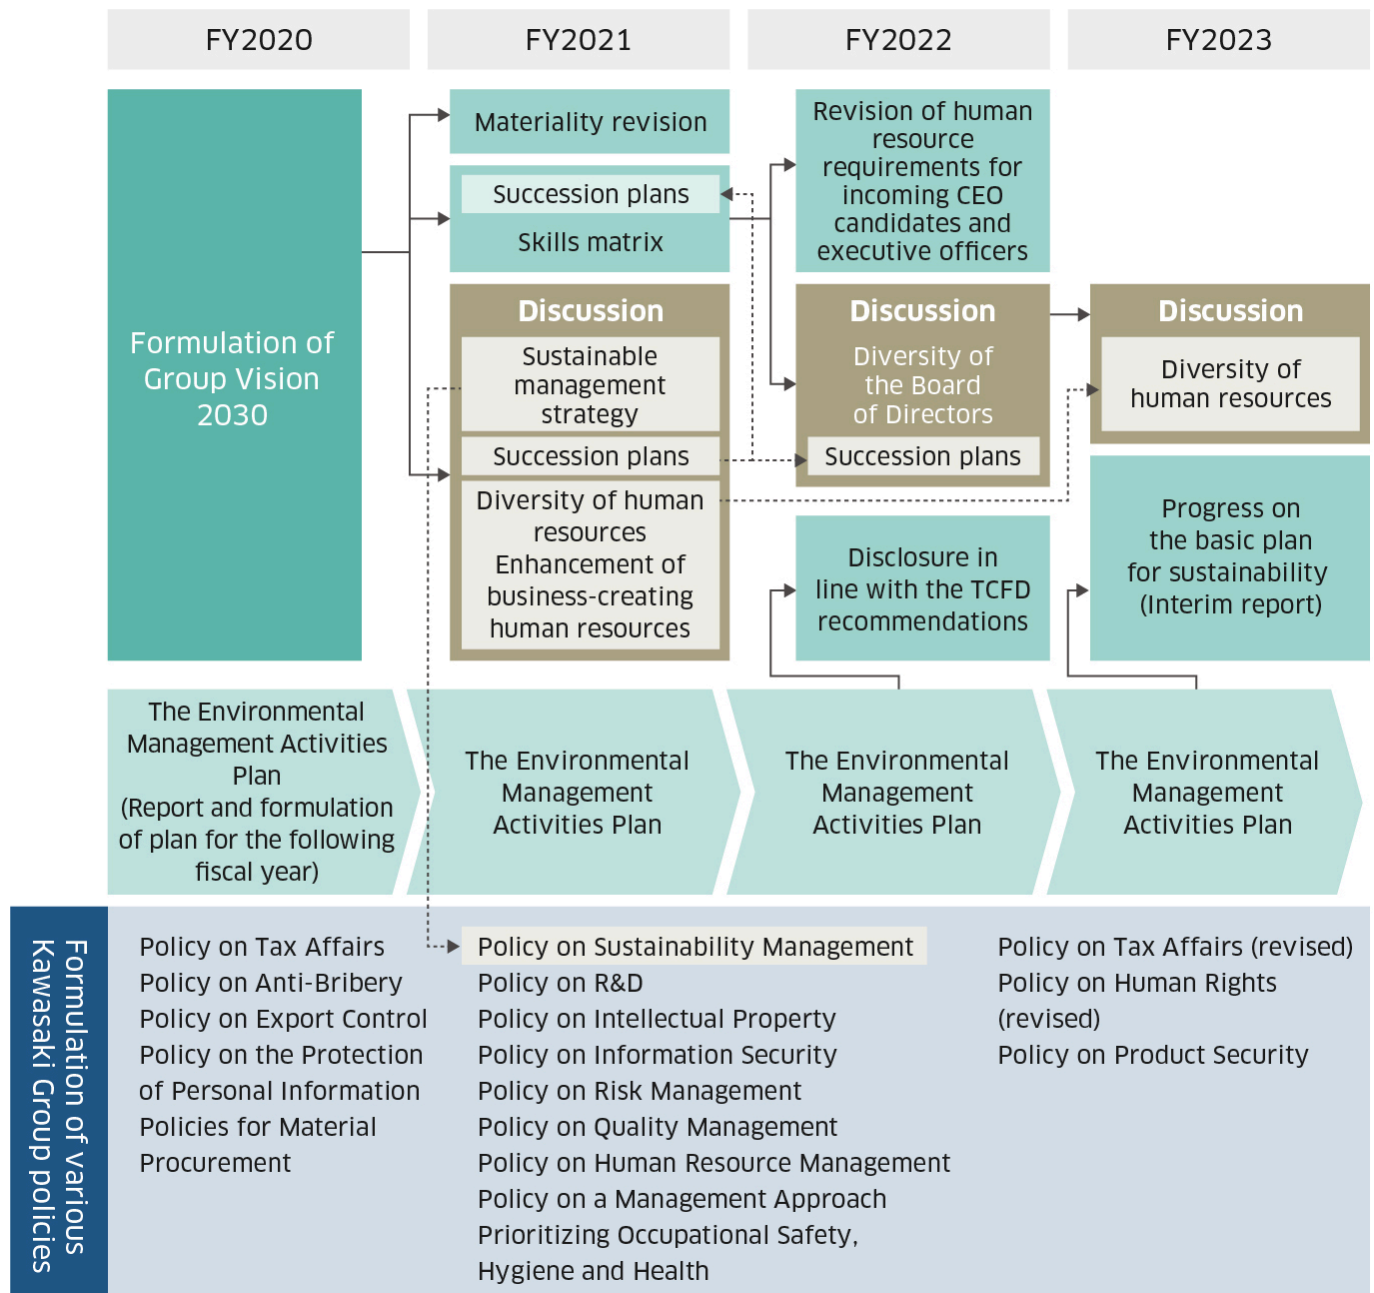 FY2020
FY2021
FY2022
FY2023
Formulation of
Group Vision
2030
Materiality revision
Succession plans
Skills matrix
Discussion
Sustainable
management
strategy
Succession plans
Diversity of human
resources
Enhancement of
business-creating
human resources
Revision of human
resource
requirements for
incoming CEO
candidates and
executive officers
Discussion
Diversity of
the Board
of Directors
Succession plans
Disclosure in
line with the TCFD
recommendations
Discussion
Diversity of
human resources
Progress on
the basic plan
for sustainability
(Interim report)
The Environmental
Management Activities
Plan
(Report and formulation
of plan for the following
fiscal year)
The Environmental
Management
Activities Plan
The Environmental
Management
Activities Plan
The Environmental
Management
Activities Plan
Formulation of various
Kawasaki Group policies
Policy on Tax Affairs
Policy on Anti-Bribery
Policy on Export Control
Policy on the Protection
of Personal Information
Policies for Material
Procurement
Policy on Sustainability Management
Policy on R&D
Policy on Intellectual Property
Policy on Information Security
Policy on Risk Management
Policy on Quality Management
Policy on Human Resource Management
Policy on a Management Approach
Prioritizing Occupational Safety,
Hygiene and Health
Policy on Tax Affairs (revised)
Policy on Human Rights
(revised)
Policy on Product Security